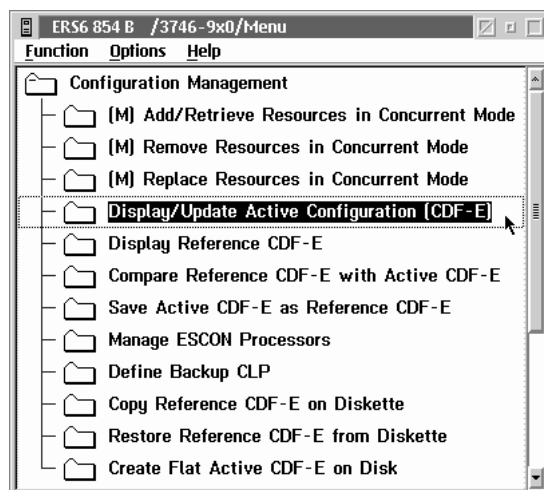 ERS6 854 B /3746-9x0/Menu
Function Options Help
Configuration Management
(M) Add/Retrieve Resources in Concurrent Mode
(M) Remove Resources in Concurrent Mode
(M) Replace Resources in Concurrent Mode
Display/Update Active Configuration (CDF-E)
Display Reference CDF-E
Compare Reference CDF-E with Active CDF-E
Save Active CDF-E as Reference CDF-E
Manage ESCON Processors
Define Backup CLP
Copy Reference CDF-E on Diskette
Restore Reference CDF-E from Diskette
Create Flat Active CDF-E on Disk